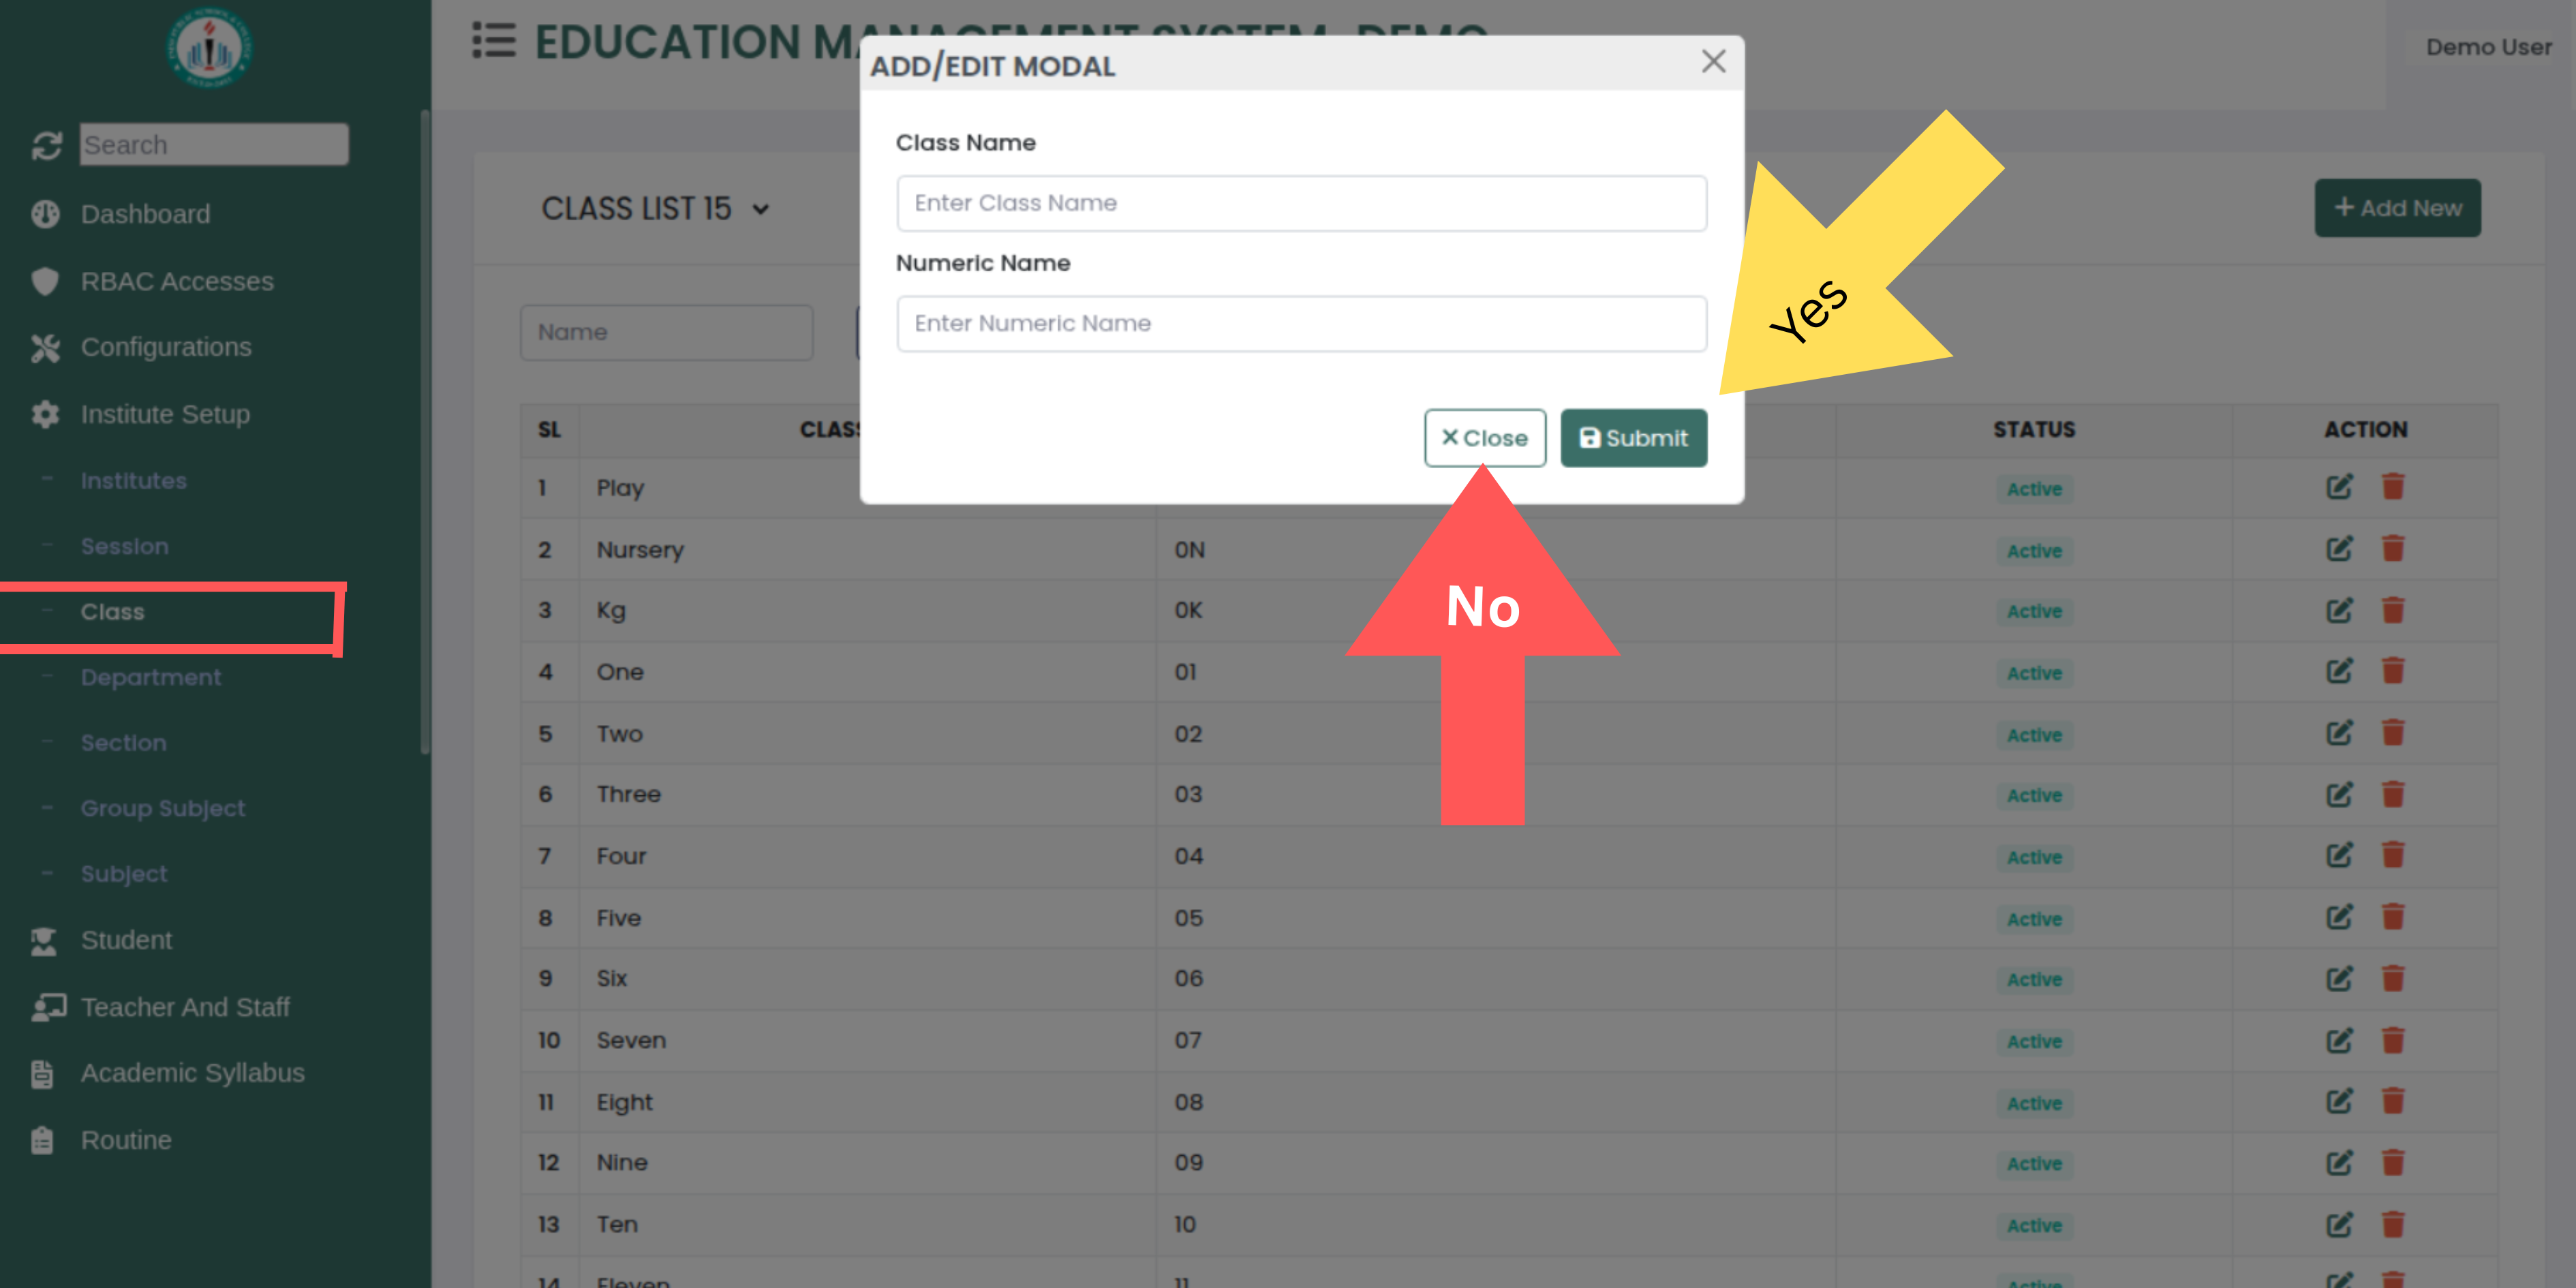 EDUCATION MANAGEMENT SYSTEM -DEMO
Demo User
Search
Dashboard
RBAC Accesses
Configurations
Institute Setup
Institutes
Session
Class
Department
Section
Group Subject
Subject
Student
Teacher And Staff
Academic Syllabus
Routine
ADD/EDIT MODAL
Class Name
Enter Class Name
Numeric Name
Enter Numeric Name
Close Submit
Yes
No
CLASS LIST 15
+ Add New
Name
SL CLASS STATUS ACTION
1 Play Active
2 Nursery 0N Active
3 Kg 0K Active
4 One 01 Active
5 Two 02 Active
6 Three 03 Active
7 Four 04 Active
8 Five 05 Active
9 Six 06 Active
10 Seven 07 Active
11 Eight 08 Active
12 Nine 09 Active
13 Ten 10 Active
14 Eleven 11 Active